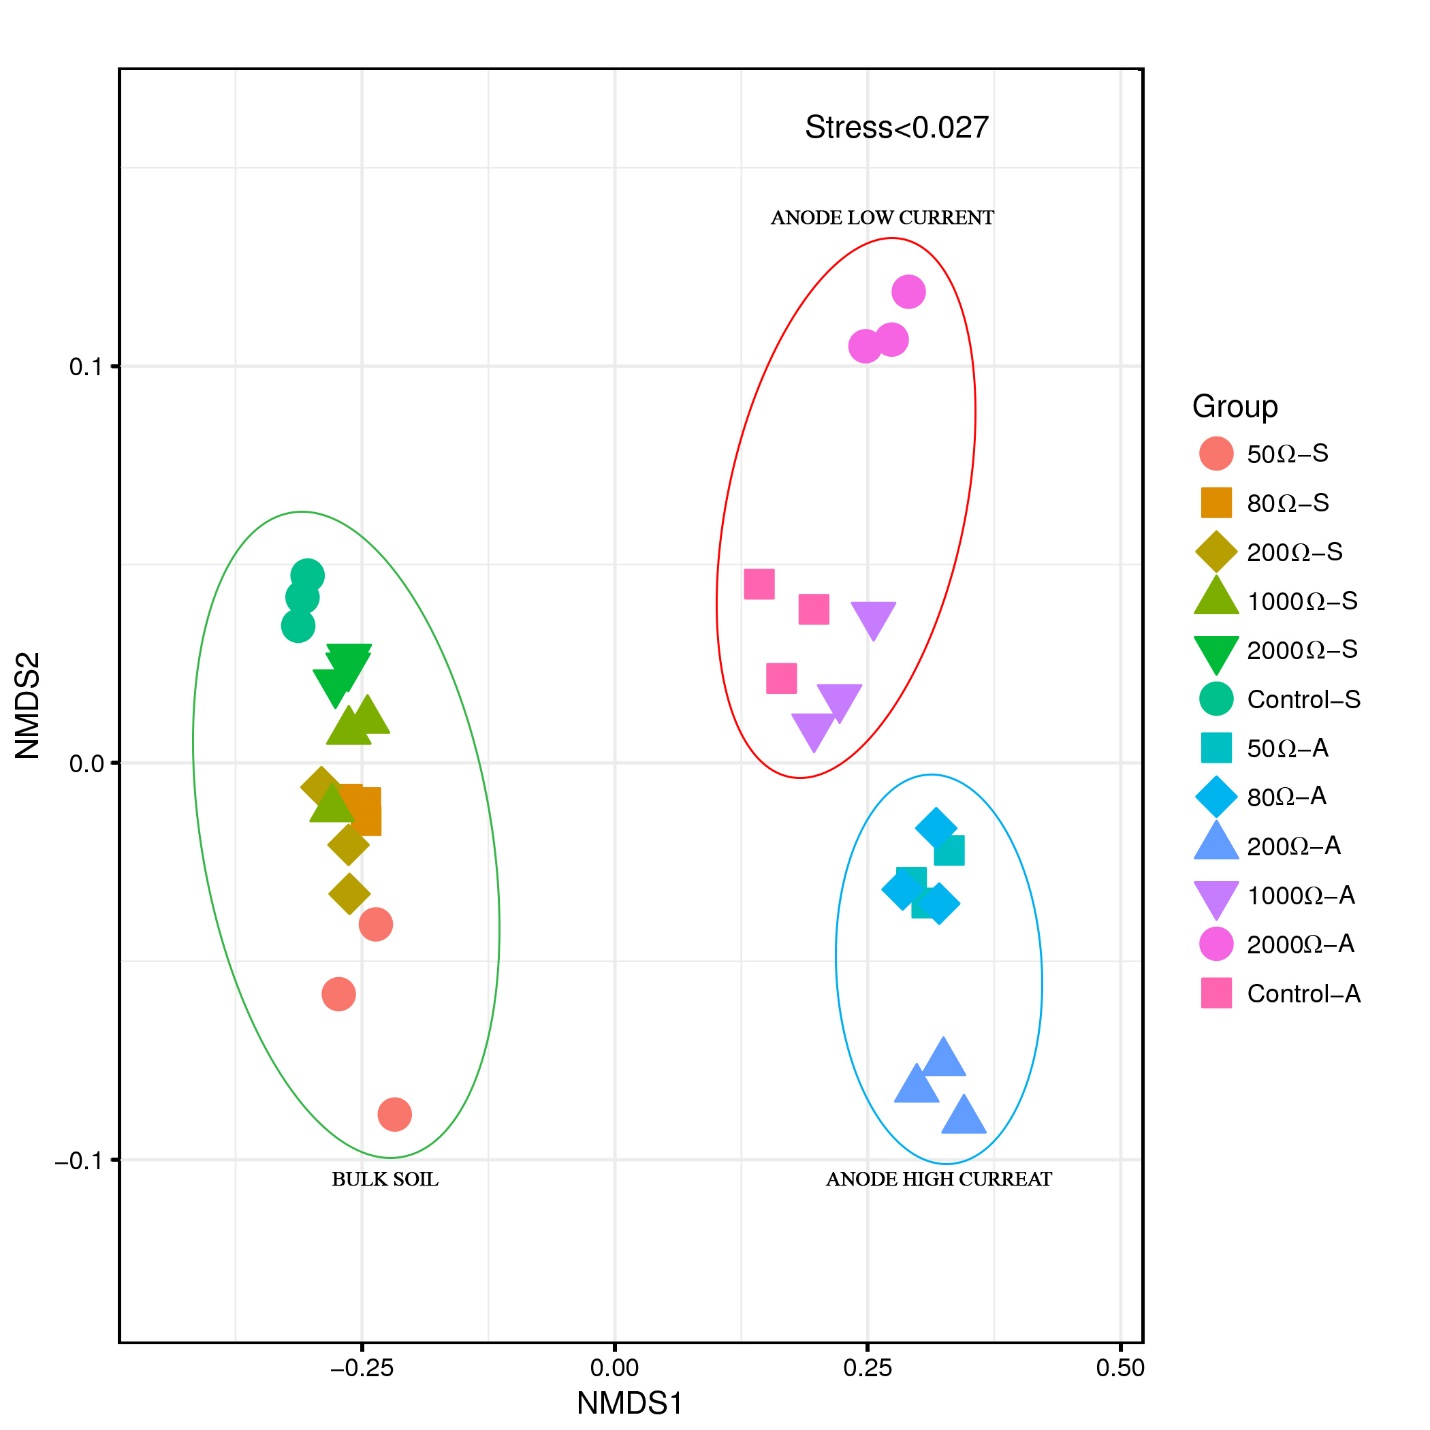 Stress<0.027
ANODE LOW CURRENT
0.1
0.0
−0.1
NMDS2
BULK SOIL
ANODE HIGH CURREAT
−0.25
0.00
0.25
0.50
NMDS1
Group
50Ω−S
80Ω−S
200Ω−S
1000Ω−S
2000Ω−S
Control−S
50Ω−A
80Ω−A
200Ω−A
1000Ω−A
2000Ω−A
Control−A